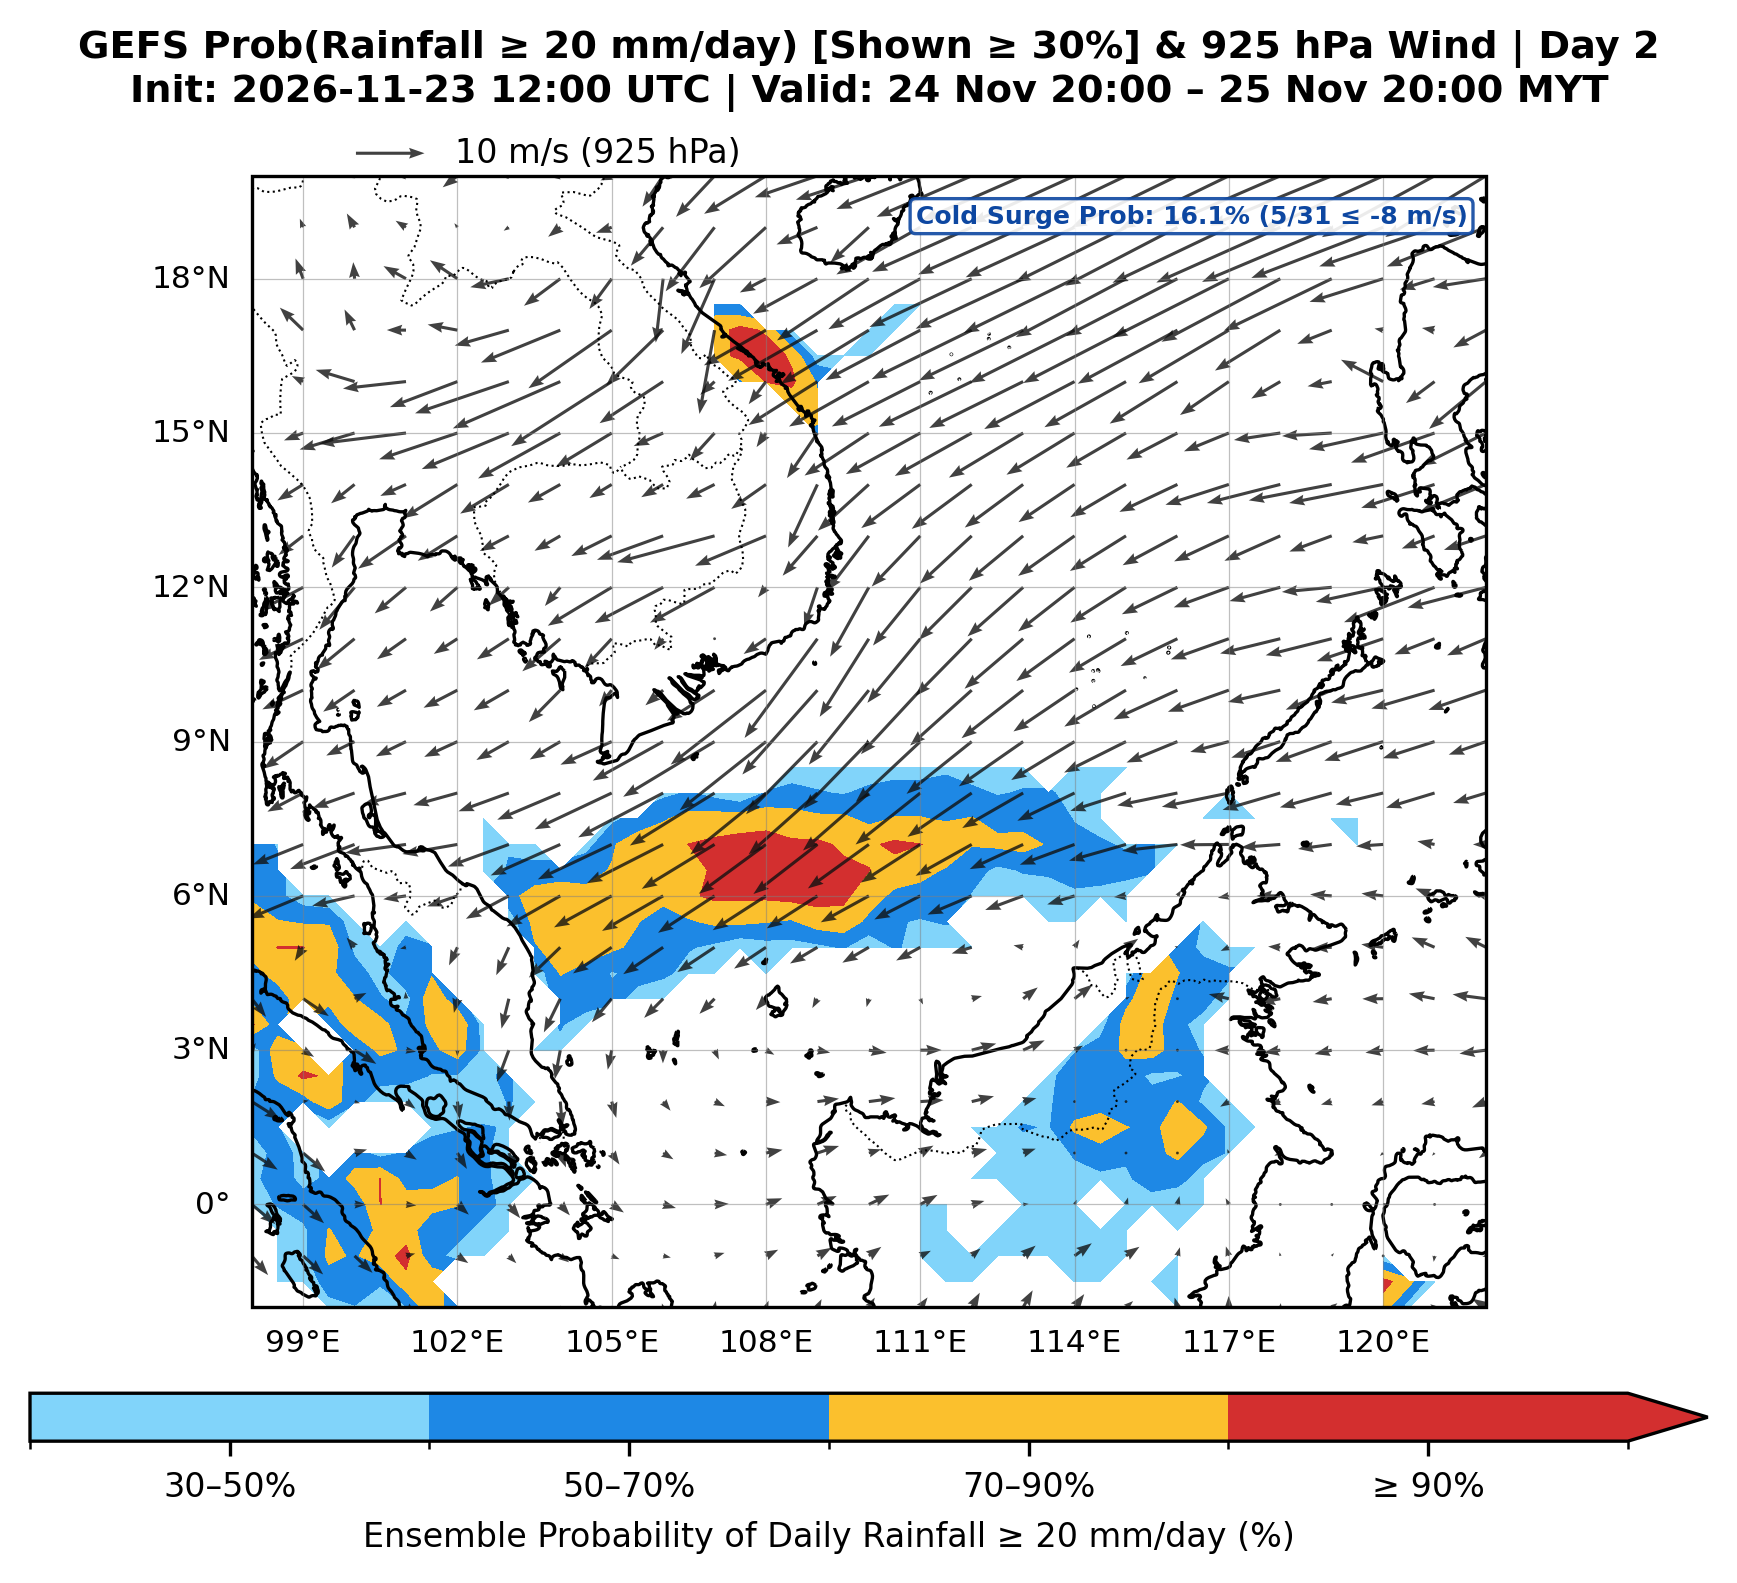 GEFS Prob(Rainfall ≥ 20 mm/day) [Shown ≥ 30%] & 925 hPa Wind | Day 2
Init: 2026-11-23 12:00 UTC | Valid: 24 Nov 20:00 – 25 Nov 20:00 MYT
10 m/s (925 hPa)
Cold Surge Prob: 16.1% (5/31 ≤ -8 m/s)
18°N
15°N
12°N
9°N
6°N
3°N
0°
99°E 102°E 105°E 108°E 111°E 114°E 117°E 120°E
30–50% 50–70% 70–90% ≥ 90%
Ensemble Probability of Daily Rainfall ≥ 20 mm/day (%)